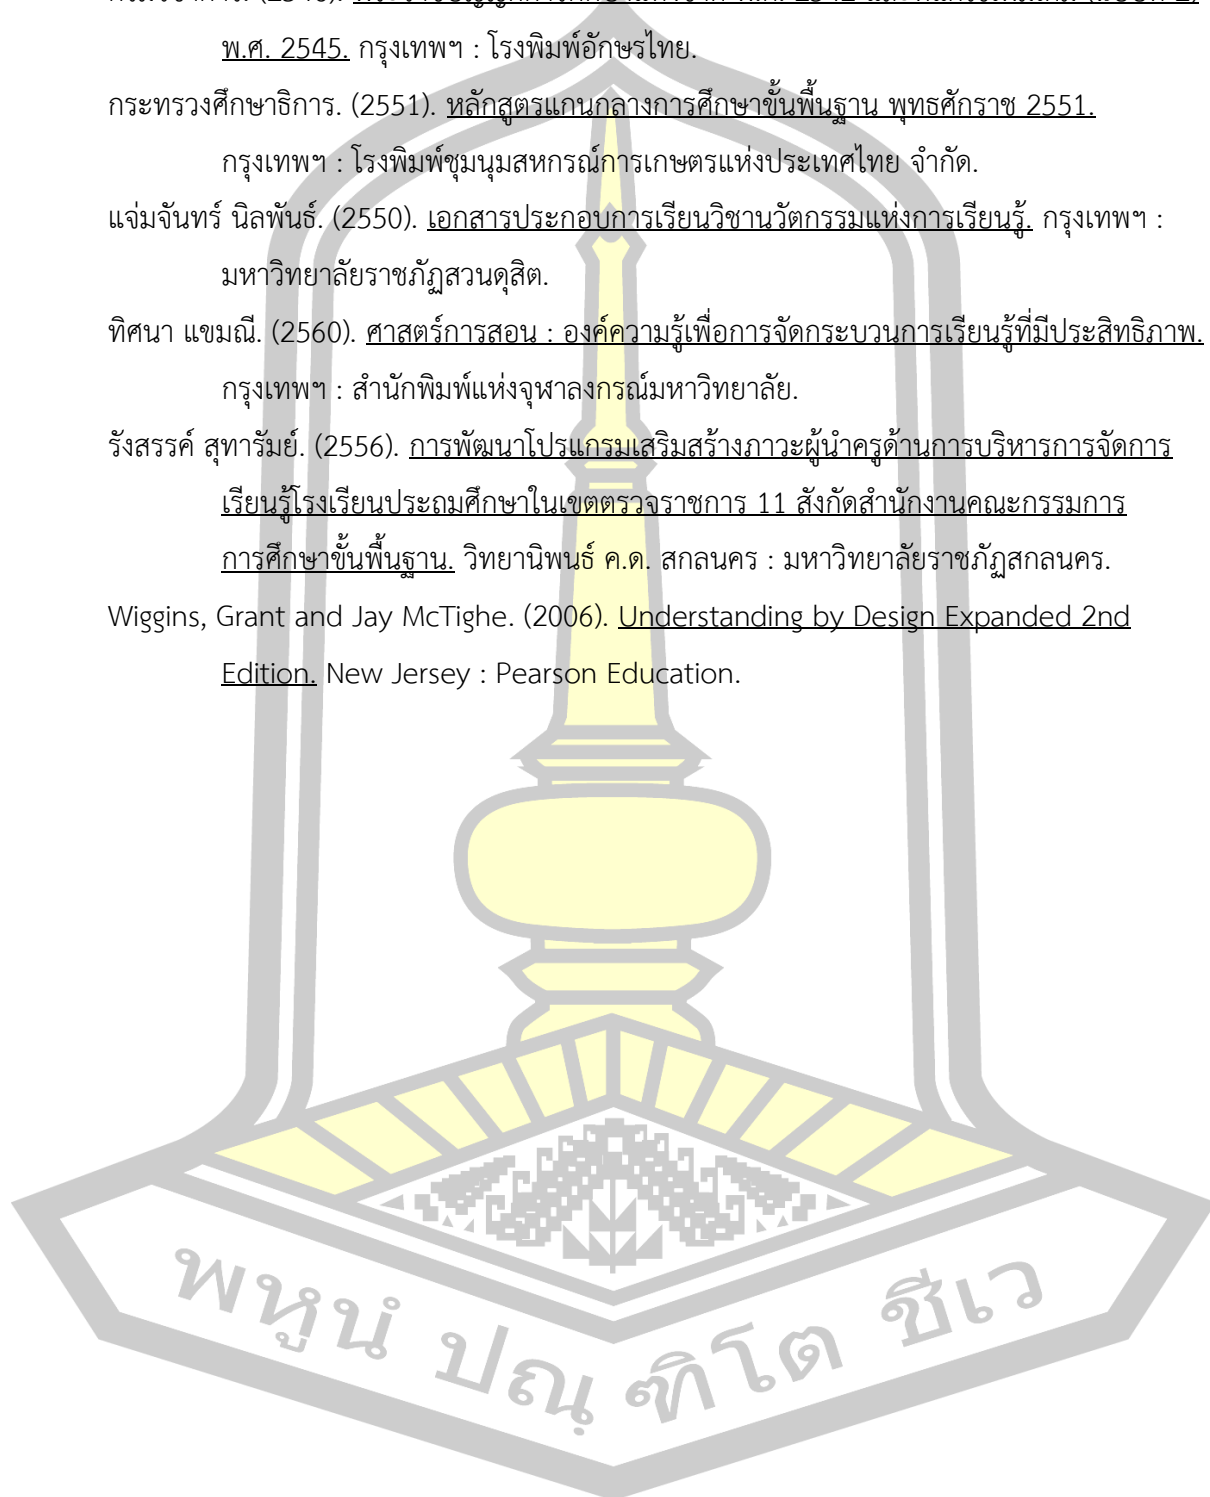 พ.ศ. 2545. กรุงเทพฯ : โรงพิมพ์อักษรไทย.
กระทรวงศึกษาธิการ. (2551). หลักสูตรแกนกลางการศึกษาขั้นพื้นฐาน พุทธศักราช 2551.
กรุงเทพฯ : โรงพิมพ์ชุมนุมสหกรณ์การเกษตรแห่งประเทศไทย จำกัด.
แจ่มจันทร์ นิลพันธ์. (2550). เอกสารประกอบการเรียนวิชานวัตกรรมแห่งการเรียนรู้. กรุงเทพฯ :
มหาวิทยาลัยราชภัฏสวนดุสิต.
ทิศนา แขมณี. (2560). ศาสตร์การสอน : องค์ความรู้เพื่อการจัดกระบวนการเรียนรู้ที่มีประสิทธิภาพ.
กรุงเทพฯ : สำนักพิมพ์แห่งจุฬาลงกรณ์มหาวิทยาลัย.
รังสรรค์ สุทารัมย์. (2556). การพัฒนาโปรแกรมเสริมสร้างภาวะผู้นำครูด้านการบริหารการจัดการ
เรียนรู้โรงเรียนประถมศึกษาในเขตตรวจราชการ 11 สังกัดสำนักงานคณะกรรมการ
การศึกษาขั้นพื้นฐาน. วิทยานิพนธ์ ค.ด. สกลนคร : มหาวิทยาลัยราชภัฏสกลนคร.
Wiggins, Grant and Jay McTighe. (2006). Understanding by Design Expanded 2nd
Edition. New Jersey : Pearson Education.
พหูนํ ปณฺฑิโต ชีเว